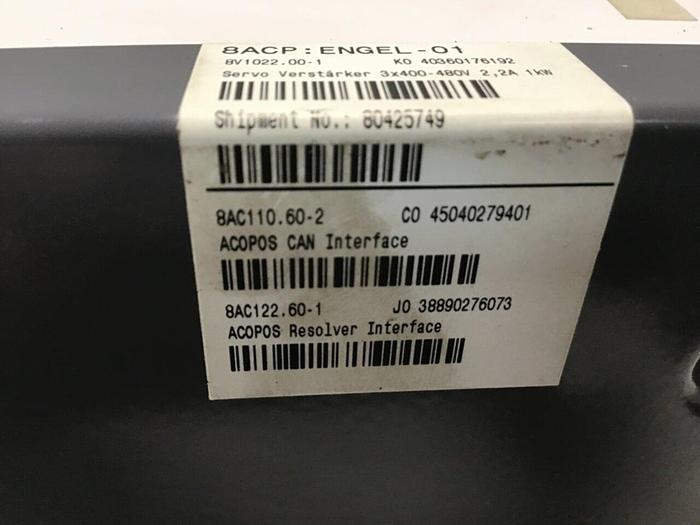 8ACP:ENGEL-01
8V1022.00-1 K0 40360176192
Servo Verstärker 3x400-480V 2,2A 1kW
Shipment No.: 80425749
8AC110.60-2 C0 45040279401
ACOPOS CAN Interface
8AC122.60-1 J0 38890276073
ACOPOS Resolver Interface